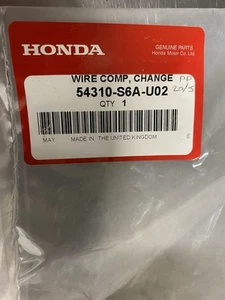 HONDA
GENUINE PARTS
Honda Motor Co., Ltd.
WIRE COMP, CHANGE
54310-S6A-U02
QTY 1
MAY
MADE IN THE UNITED KINGDOM